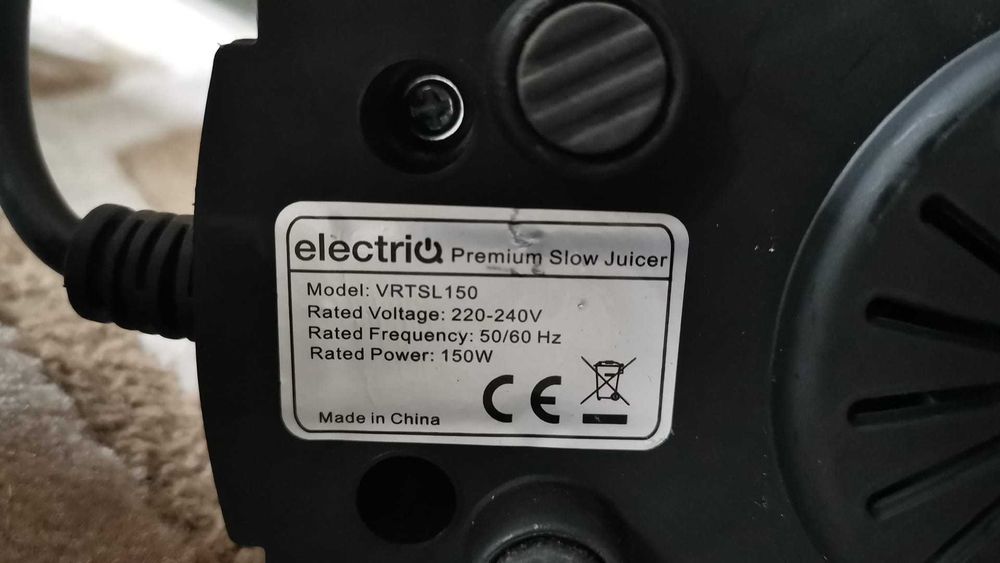 electriQ Premium Slow Juicer
Model: VRTSL150
Rated Voltage: 220-240V
Rated Frequency: 50/60 Hz
Rated Power: 150W
CE
Made in China